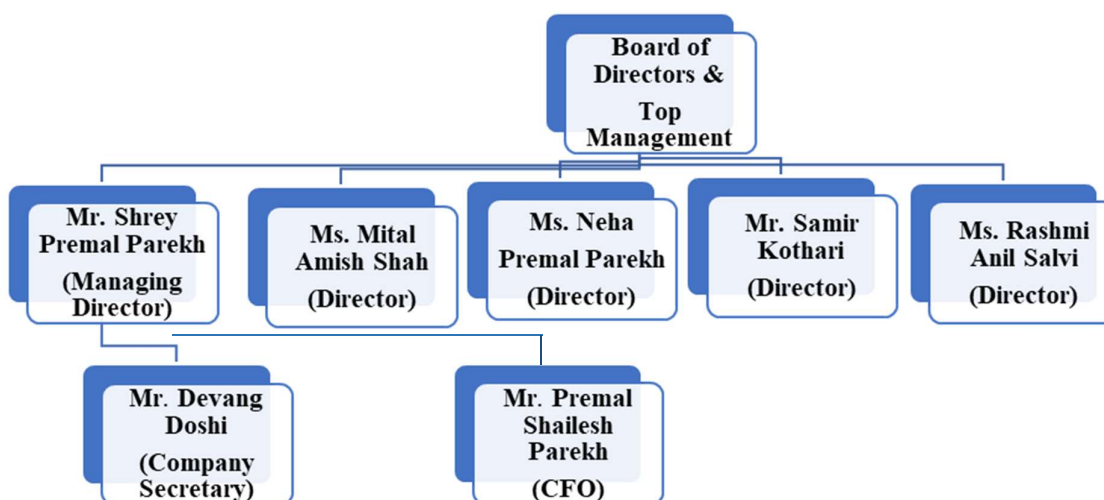 Board of
Directors &
Top
Management
Mr. Shrey
Premal Parekh
(Managing
Director)
Ms. Mital
Amish Shah
(Director)
Ms. Neha
Premal Parekh
(Director)
Mr. Samir
Kothari
(Director)
Ms. Rashmi
Anil Salvi
(Director)
Mr. Devang
Doshi
(Company
Secretary)
Mr. Premal
Shailesh
Parekh
(CFO)